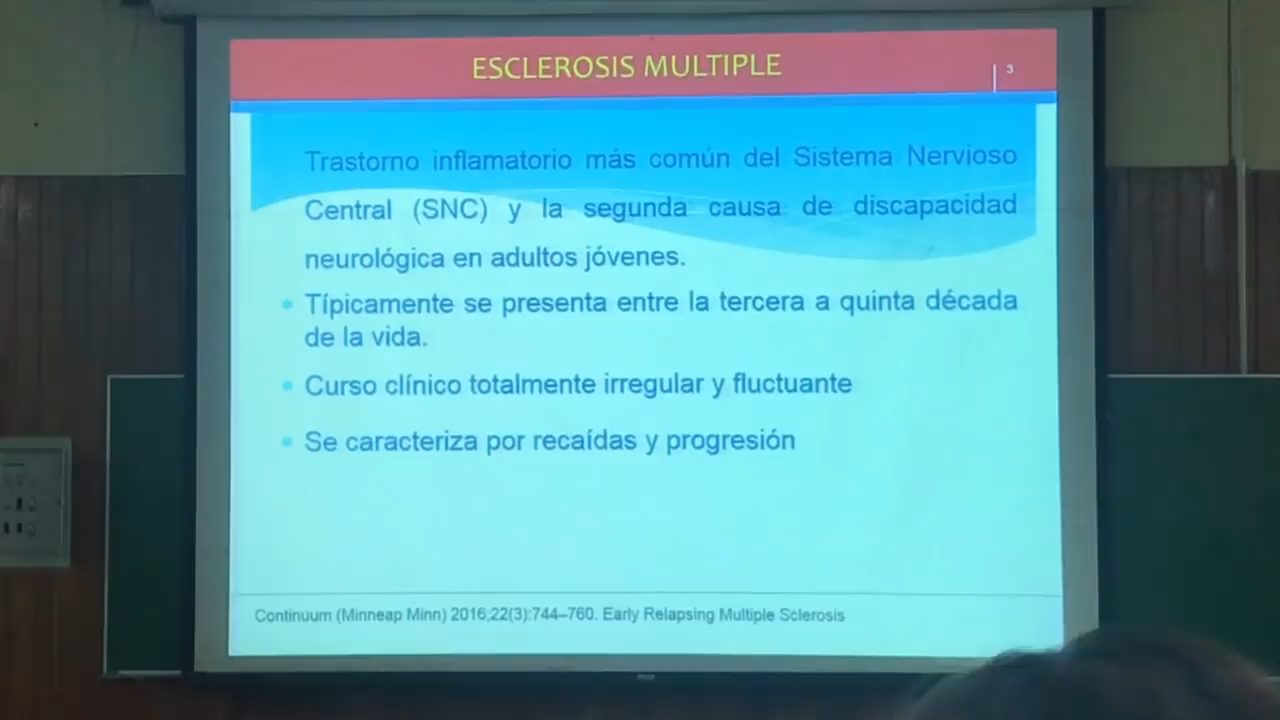 ESCLEROSIS MULTIPLE
3
Trastorno inflamatorio más común del Sistema Nervioso
Central (SNC) y la segunda causa de discapacidad
neurológica en adultos jóvenes.
Típicamente se presenta entre la tercera a quinta década
de la vida.
Curso clínico totalmente irregular y fluctuante
Se caracteriza por recaídas y progresión
Continuum (Minneap Minn) 2016;22(3):744–760. Early Relapsing Multiple Sclerosis